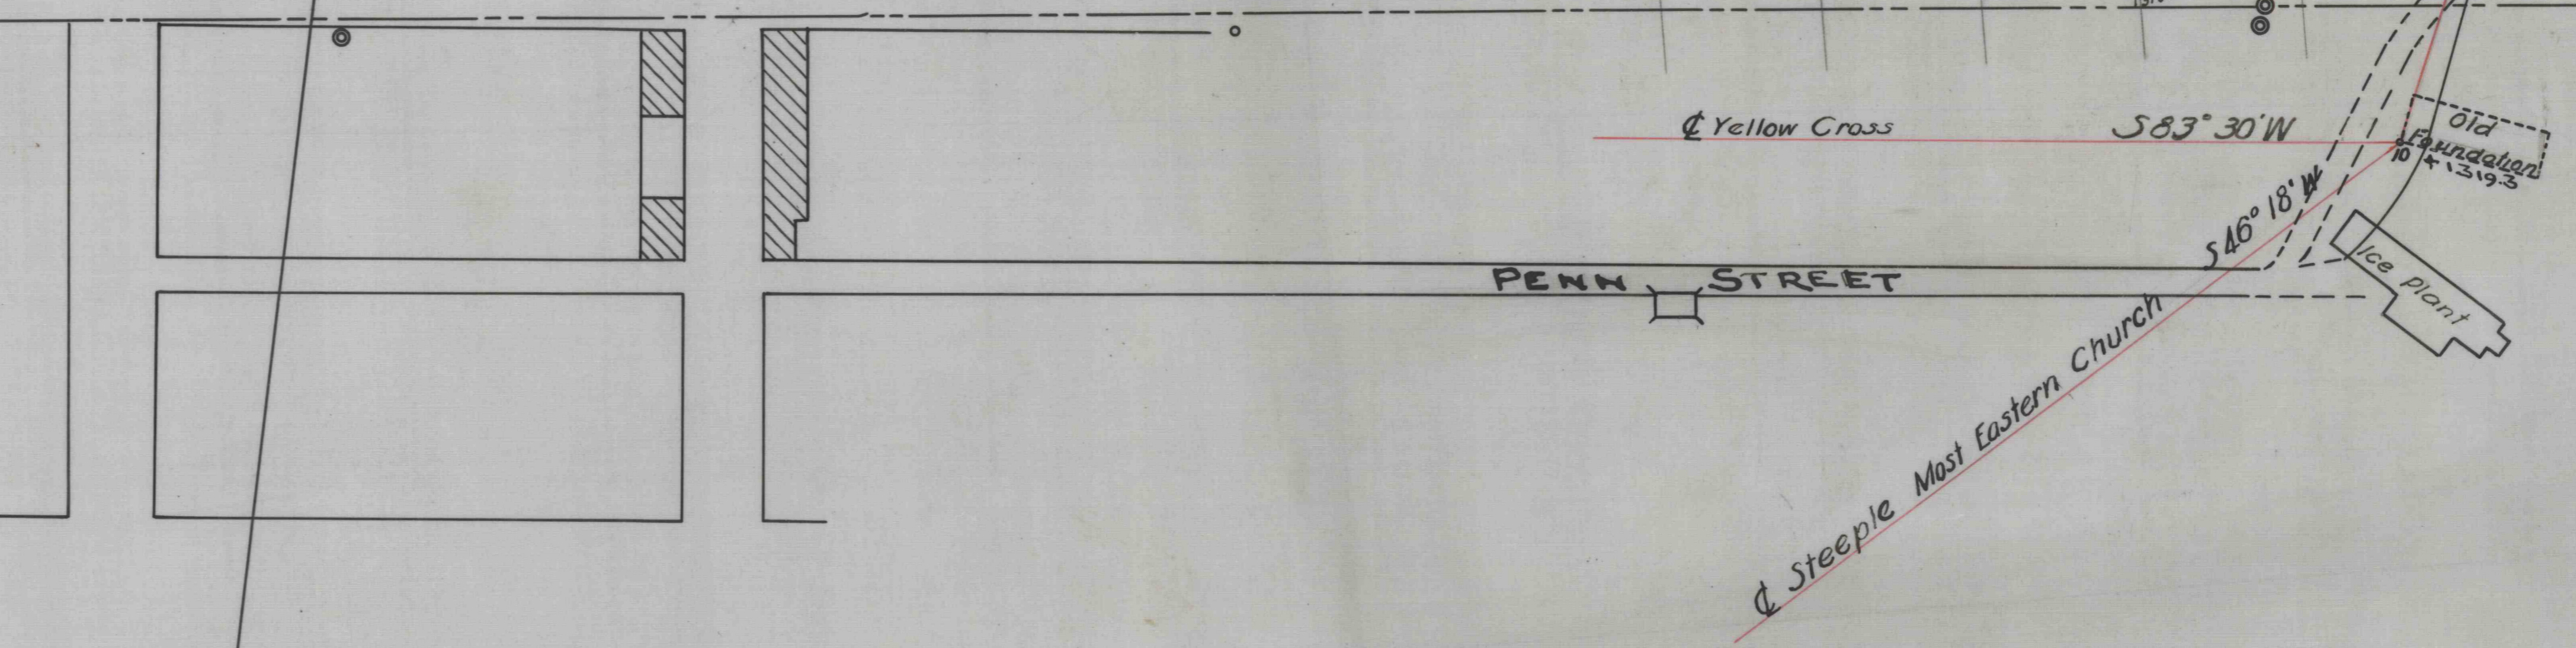 ℄ Yellow Cross
S83° 30'W
Old
Foundation
+1319.3
10
S46° 18'W
PENN STREET
Ice Plant
℄ Steeple Most Eastern Church